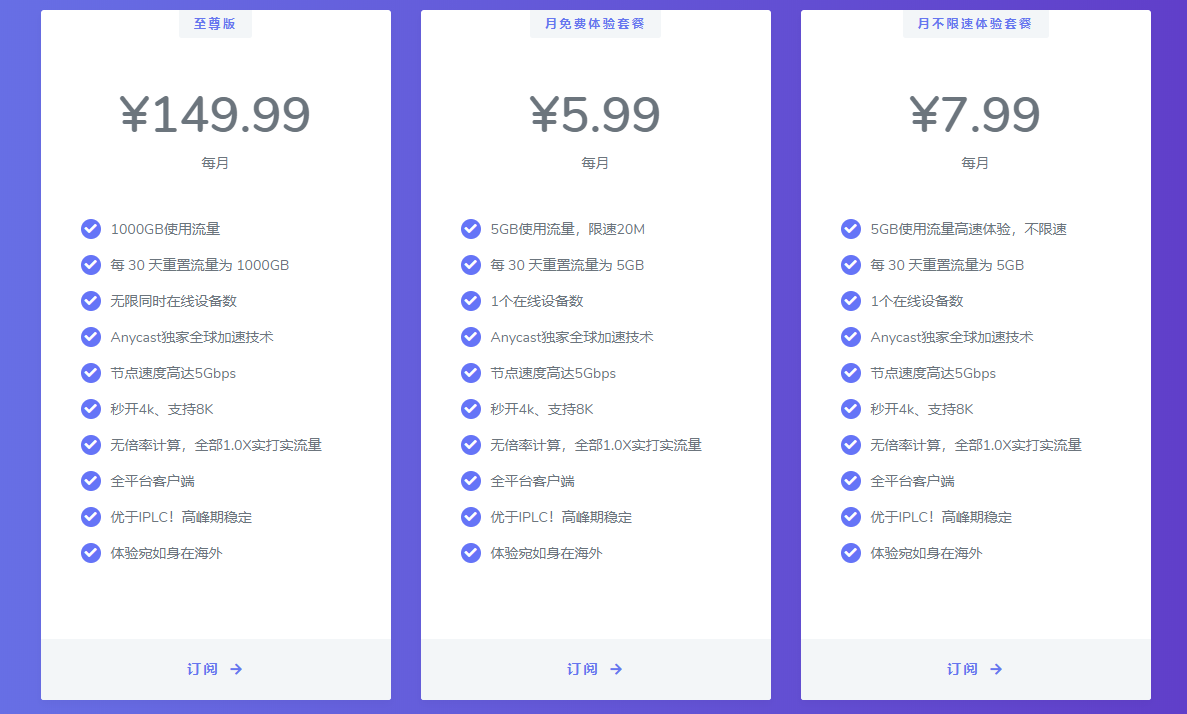 至尊版
¥149.99
每月
1000GB使用流量
每 30 天重置流量为 1000GB
无限同时在线设备数
Anycast独家全球加速技术
节点速度高达5Gbps
秒开4k、支持8K
无倍率计算，全部1.0X实打实流量
全平台客户端
优于IPLC！高峰期稳定
体验宛如身在海外
订阅 →
月免费体验套餐
¥5.99
每月
5GB使用流量，限速20M
每 30 天重置流量为 5GB
1个在线设备数
Anycast独家全球加速技术
节点速度高达5Gbps
秒开4k、支持8K
无倍率计算，全部1.0X实打实流量
全平台客户端
优于IPLC！高峰期稳定
体验宛如身在海外
订阅 →
月不限速体验套餐
¥7.99
每月
5GB使用流量高速体验，不限速
每 30 天重置流量为 5GB
1个在线设备数
Anycast独家全球加速技术
节点速度高达5Gbps
秒开4k、支持8K
无倍率计算，全部1.0X实打实流量
全平台客户端
优于IPLC！高峰期稳定
体验宛如身在海外
订阅 →